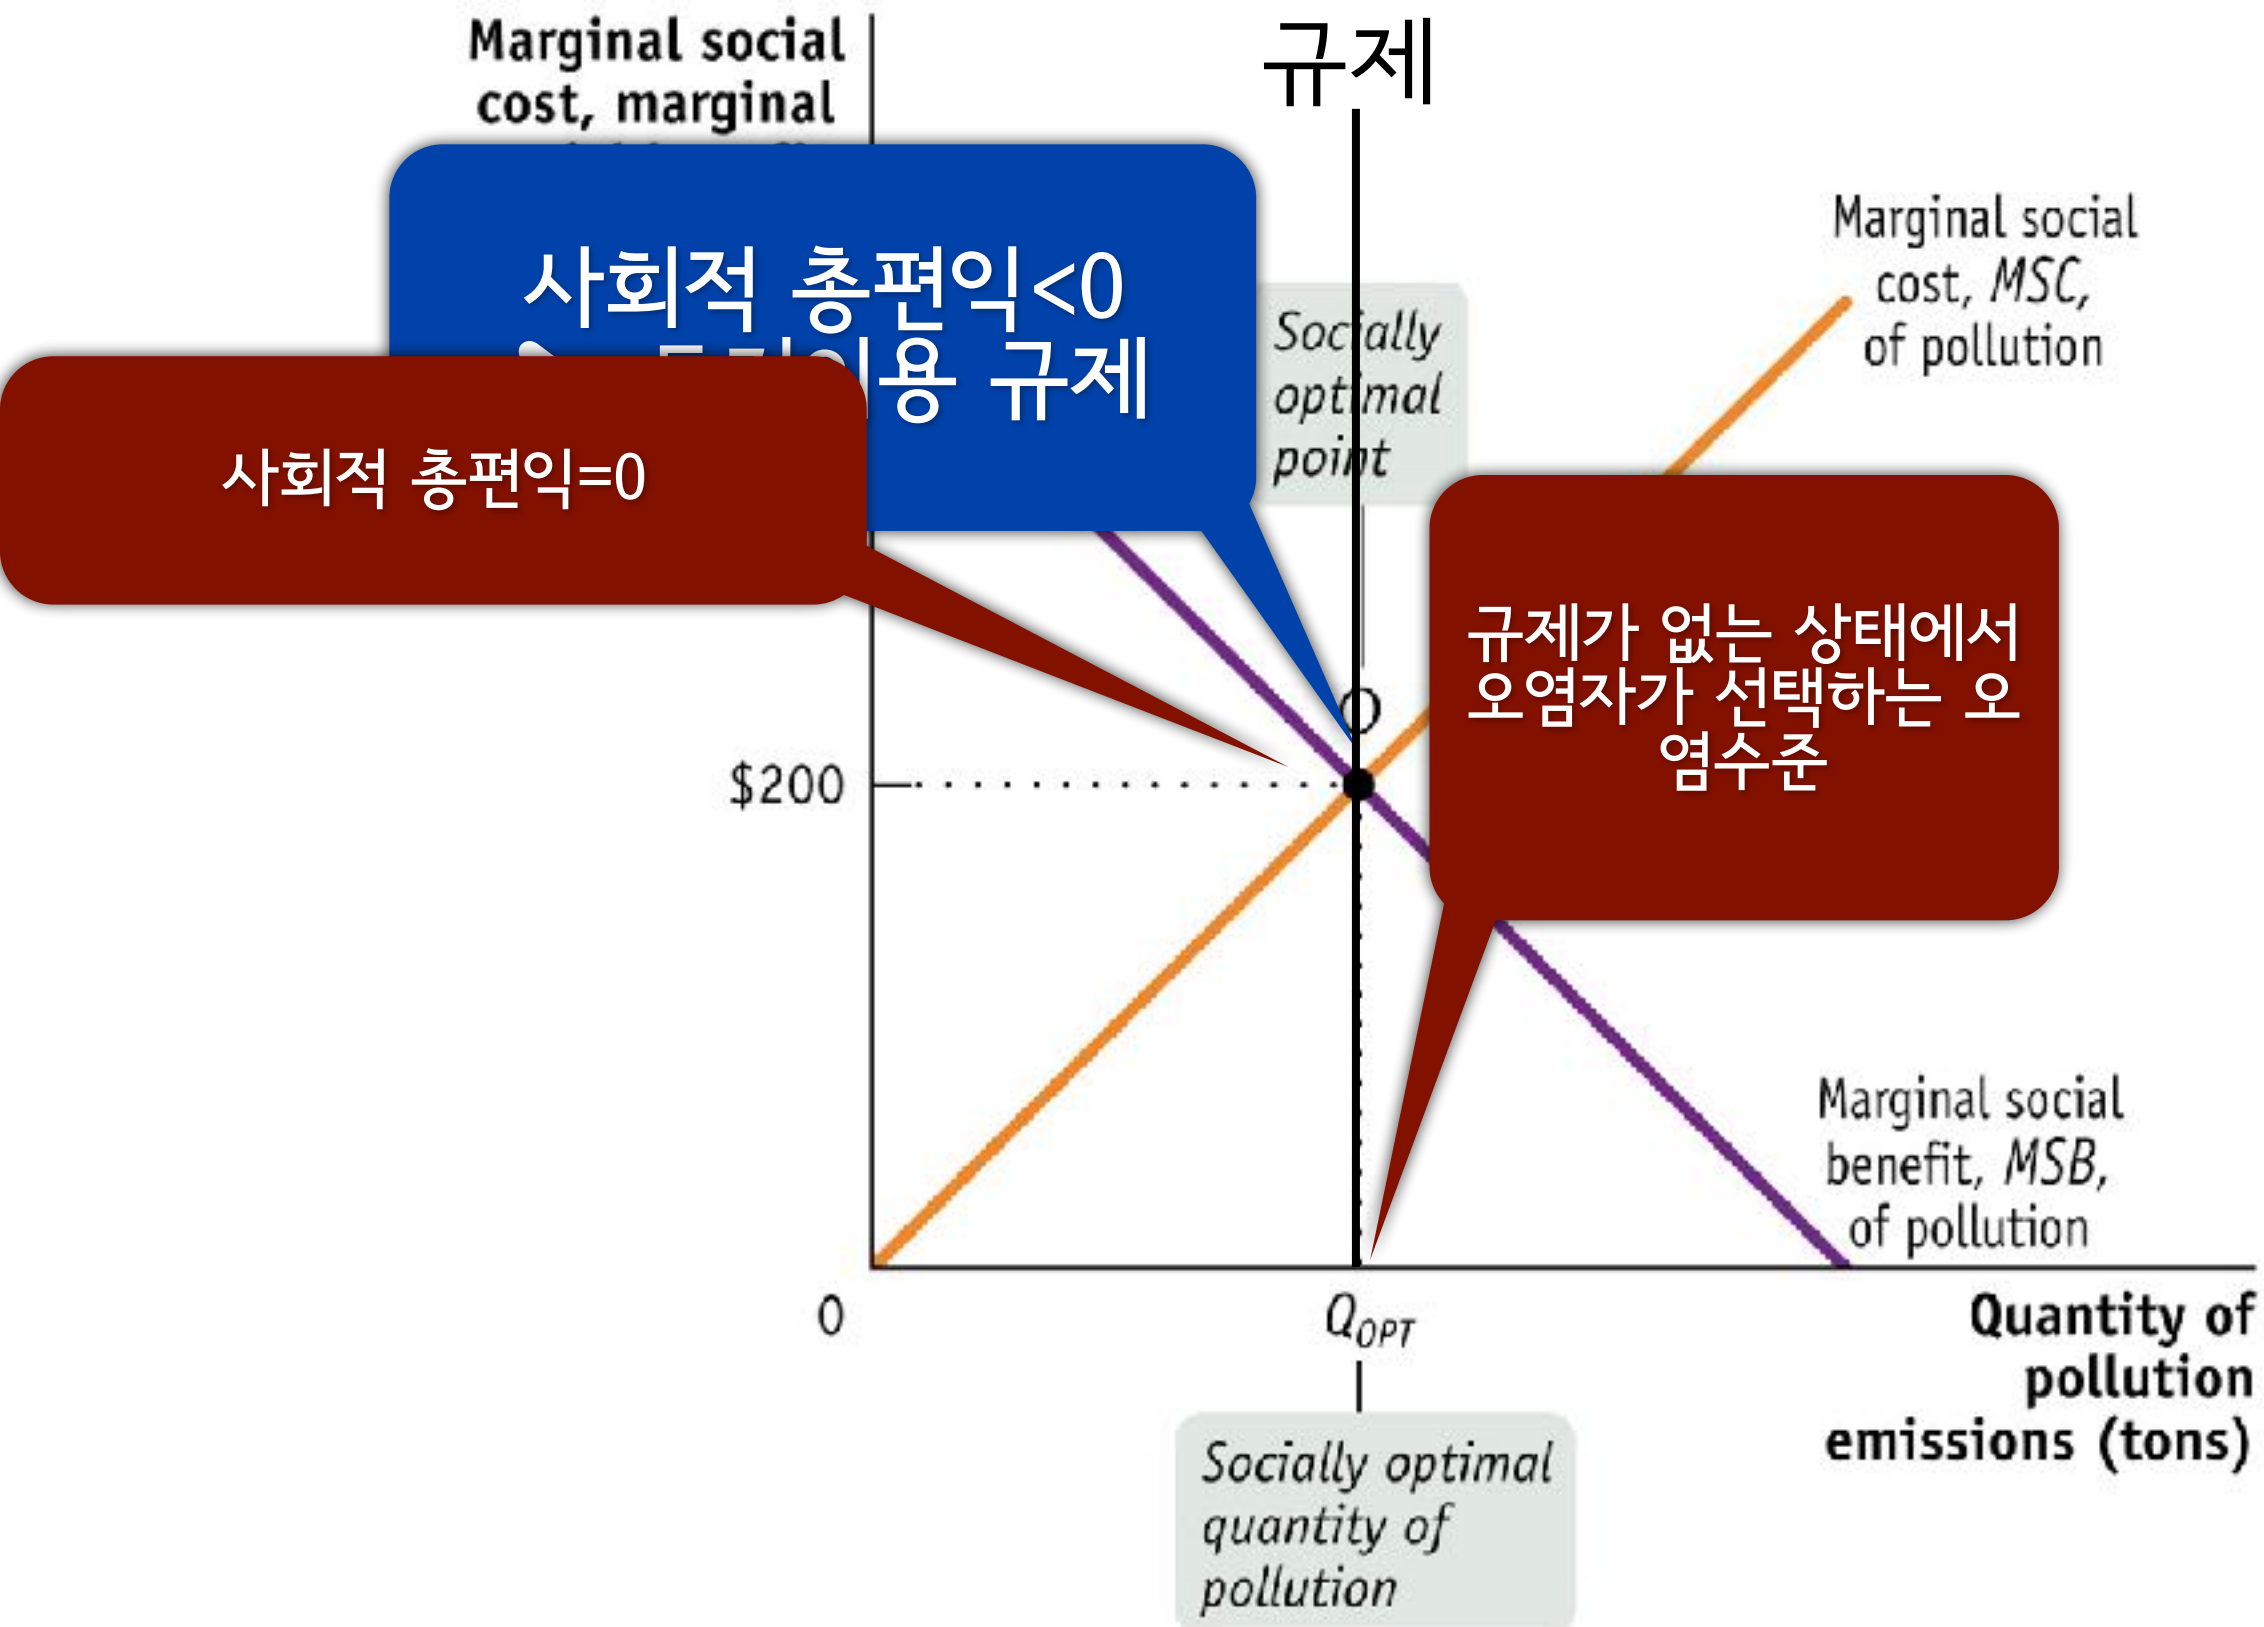 Marginal social
cost, marginal
규제
사회적 총편익<0
이용 규제
사회적 총편익=0
Socially
optimal
point
Marginal social
cost, MSC,
of pollution
규제가 없는 상태에서
오염자가 선택하는 오
염수준
O
$200
Marginal social
benefit, MSB,
of pollution
0
QOPT
Quantity of
pollution
emissions (tons)
Socially optimal
quantity of
pollution